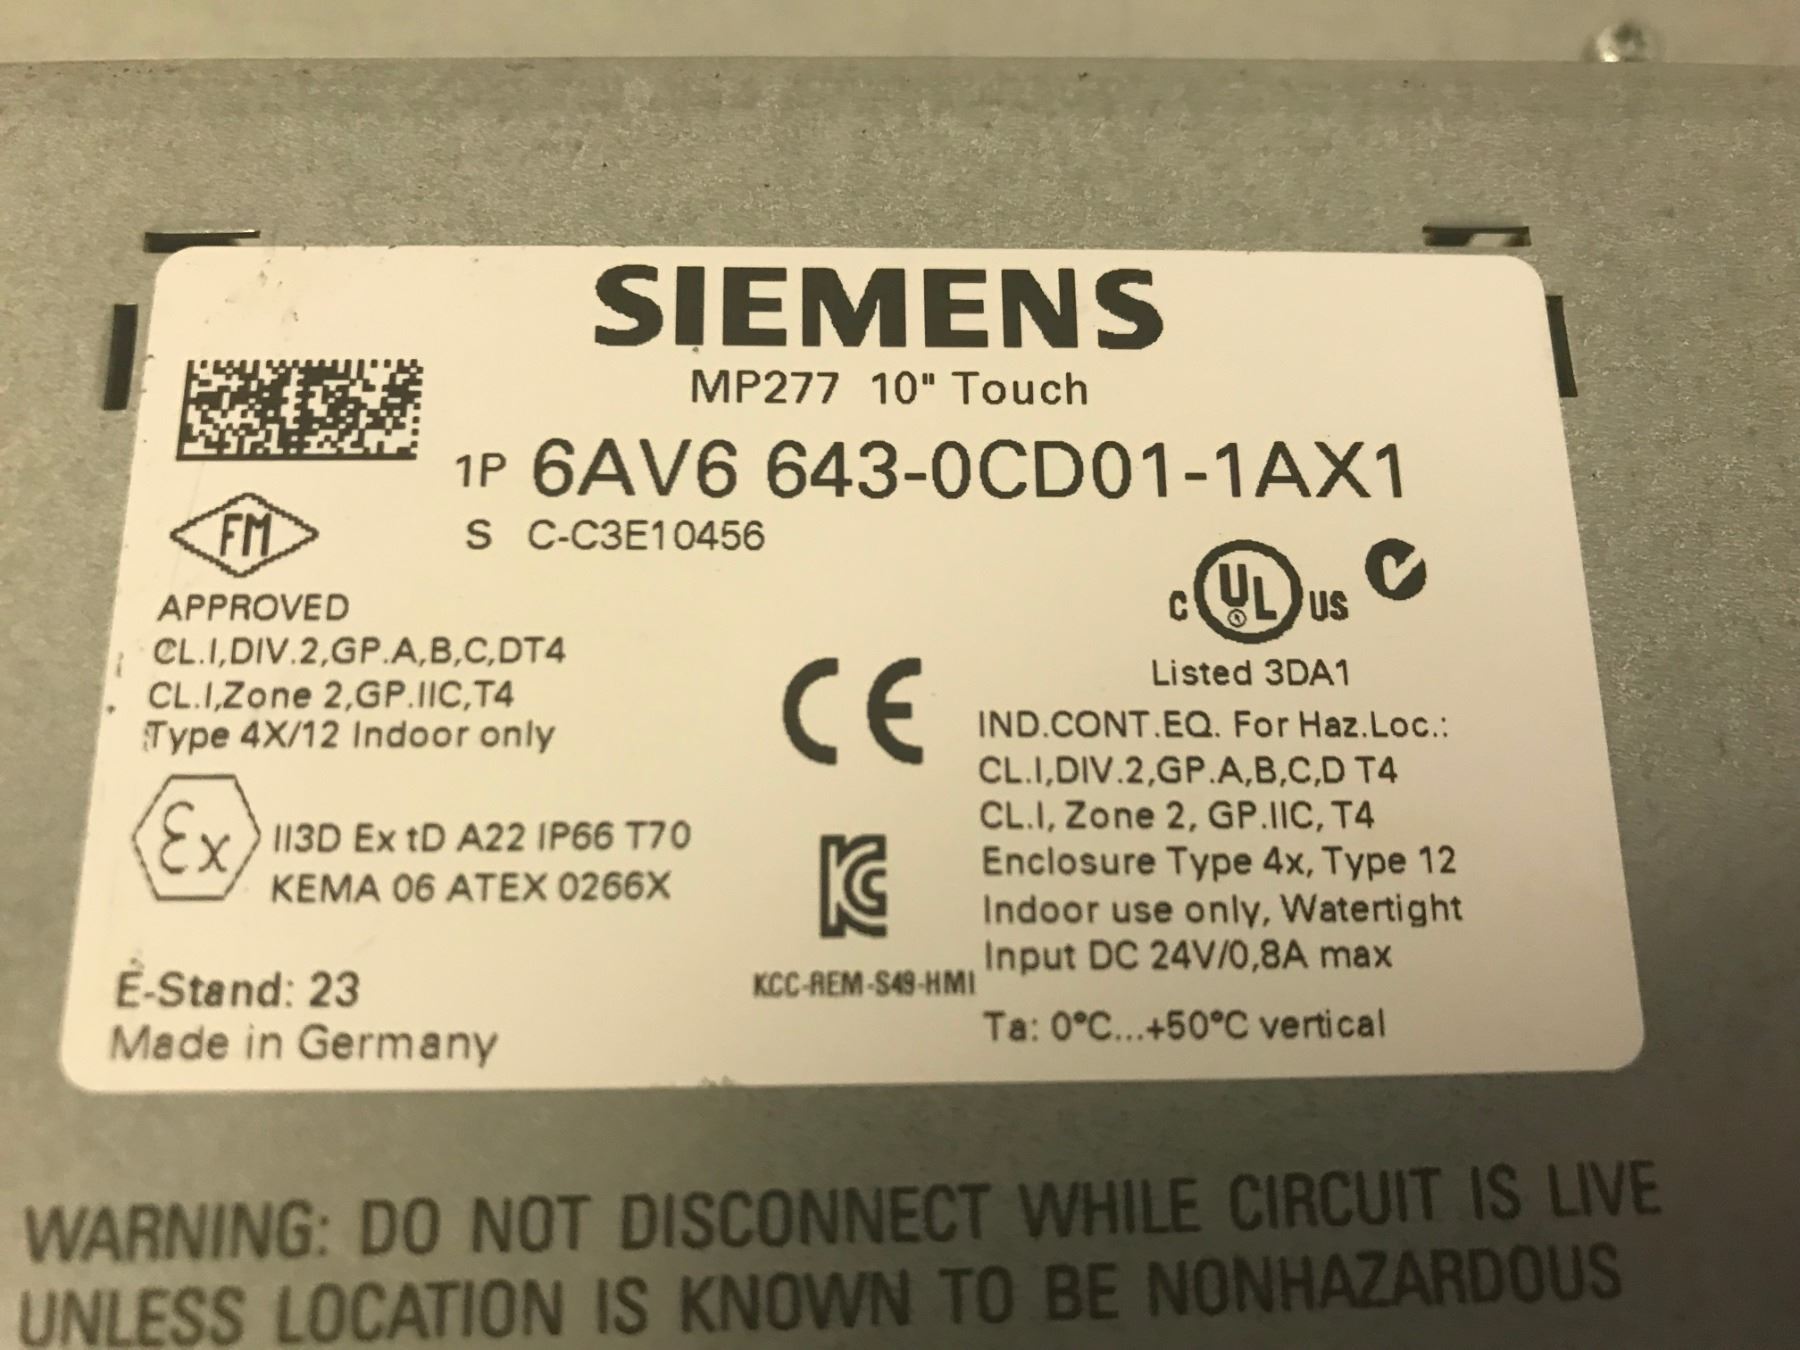 SIEMENS
MP277 10" Touch
1P 6AV6 643-0CD01-1AX1
S C-C3E10456
FM
APPROVED
CL.I,DIV.2,GP.A,B,C,DT4
CL.I,Zone 2,GP.IIC,T4
Type 4X/12 Indoor only
Ex II3D Ex tD A22 IP66 T70
KEMA 06 ATEX 0266X
E-Stand: 23
Made in Germany
CE
KC
KCC-REM-S49-HMI
C UL US
Listed 3DA1
IND.CONT.EQ. For Haz.Loc.:
CL.I,DIV.2,GP.A,B,C,D T4
CL.I, Zone 2, GP.IIC, T4
Enclosure Type 4x, Type 12
Indoor use only, Watertight
Input DC 24V/0,8A max
Ta: 0°C...+50°C vertical
WARNING: DO NOT DISCONNECT WHILE CIRCUIT IS LIVE
UNLESS LOCATION IS KNOWN TO BE NONHAZARDOUS